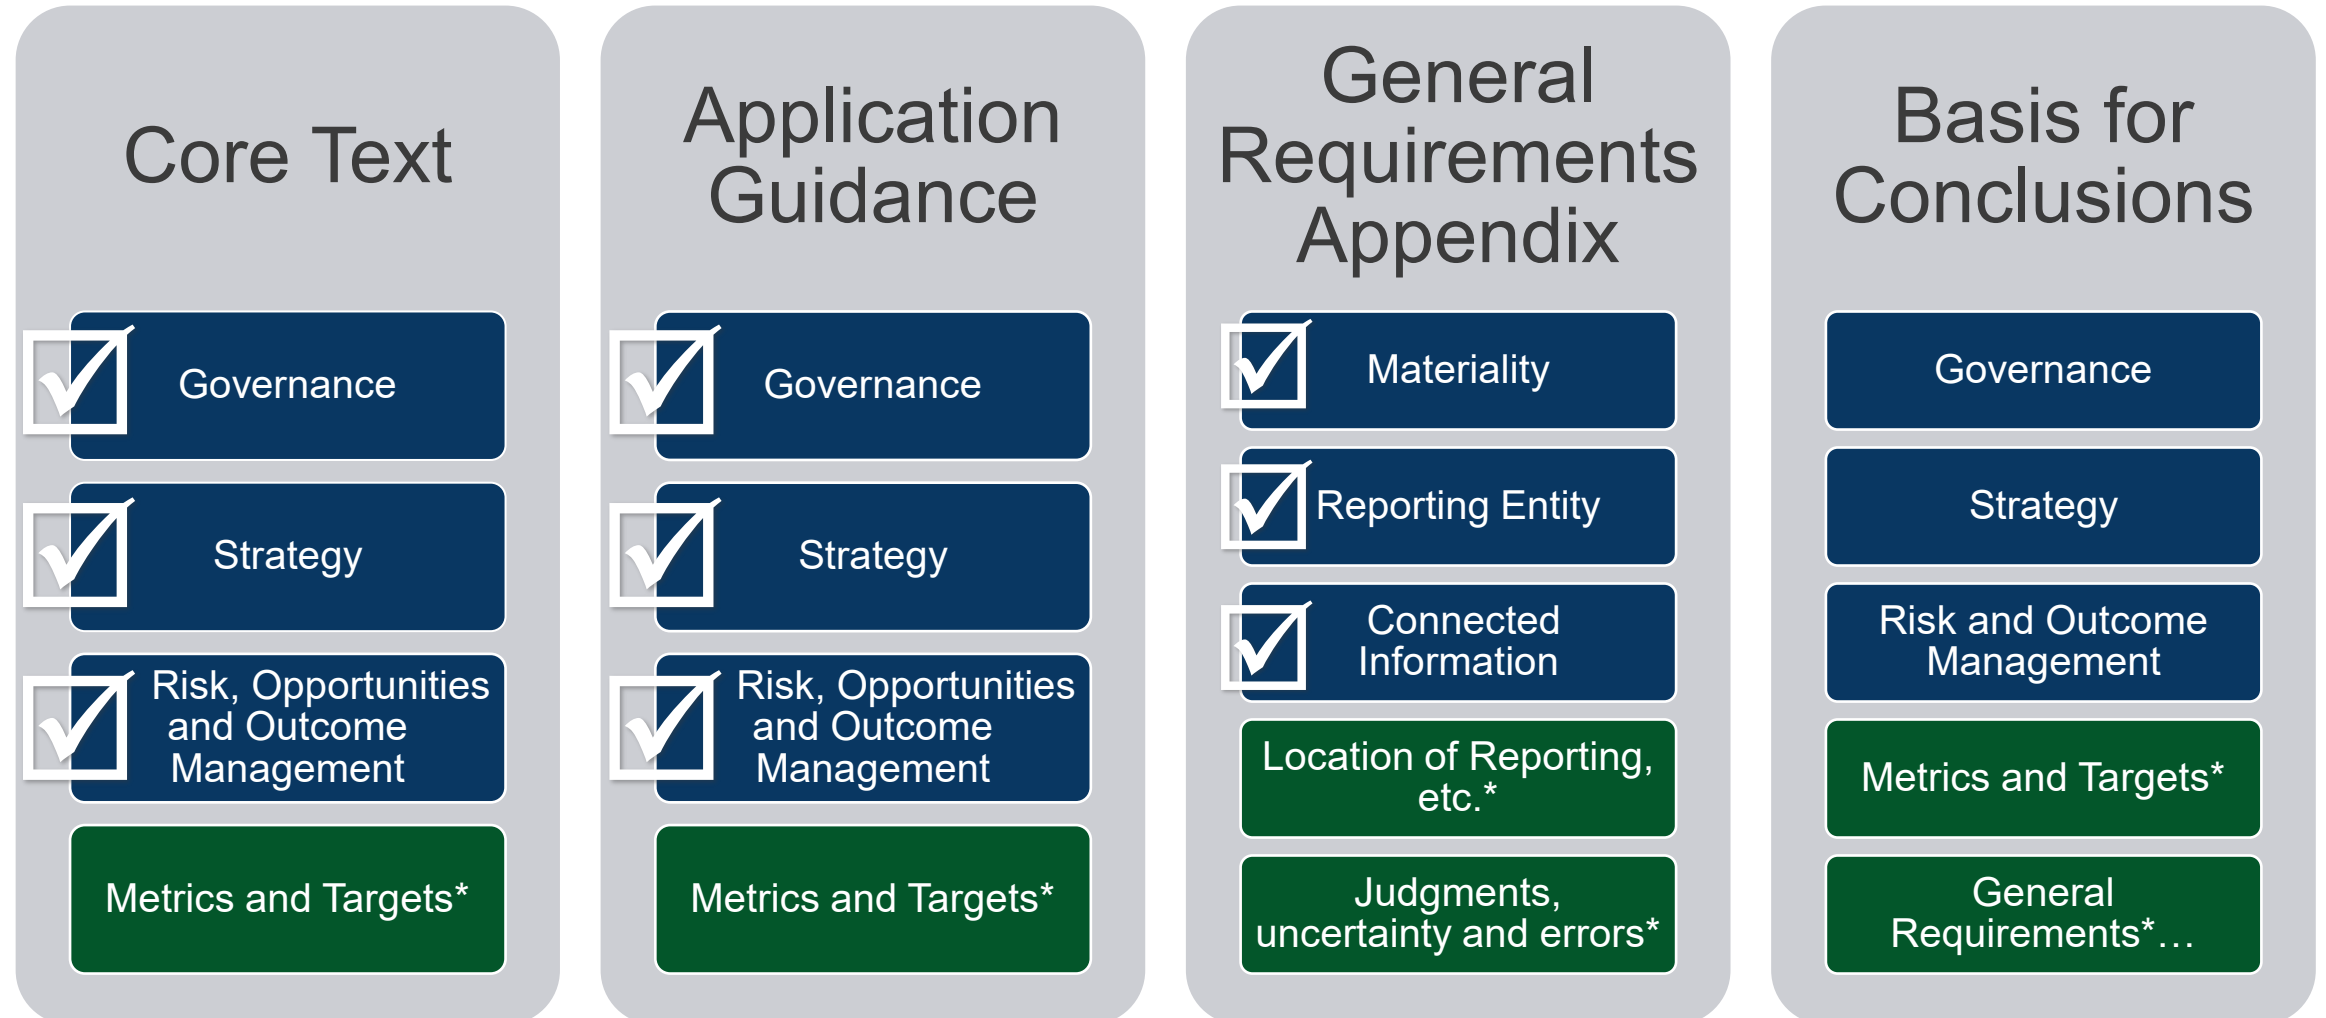 Core Text
Governance
Strategy
Risk, Opportunities
and Outcome
Management
Metrics and Targets*
Application
Guidance
Governance
Strategy
Risk, Opportunities
and Outcome
Management
Metrics and Targets*
General
Requirements
Appendix
Materiality
Reporting Entity
Connected
Information
Location of Reporting,
etc.*
Judgments,
uncertainty and errors*
Basis for
Conclusions
Governance
Strategy
Risk and Outcome
Management
Metrics and Targets*
General
Requirements*…